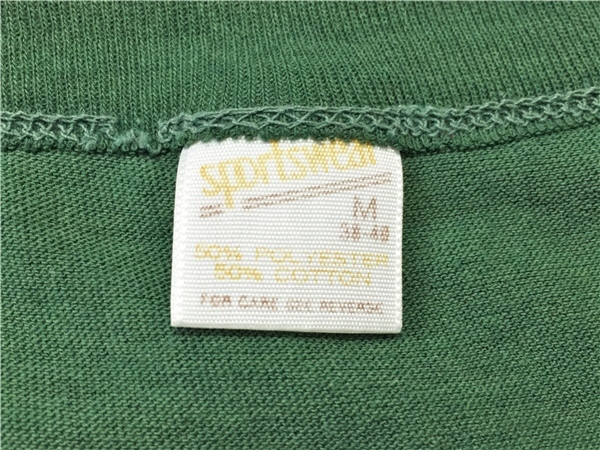 sportswear
M
38-40
50% POLYESTER
50% COTTON
FOR CARE SEE REVERSE